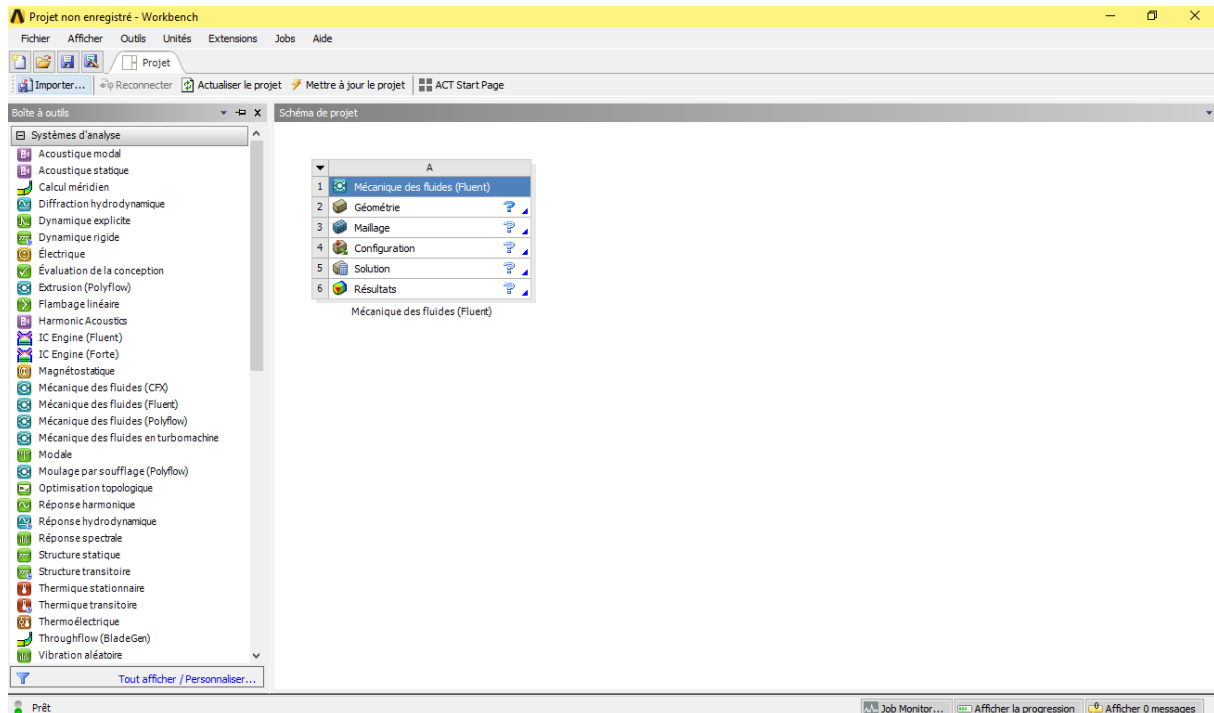 Projet non enregistré - Workbench
Fichier Afficher Outils Unités Extensions Jobs Aide
Projet
Importer... Reconnecter Actualiser le projet Mettre à jour le projet ACT Start Page
Boîte à outils
Schéma de projet
Systèmes d'analyse
Acoustique modal
Acoustique statique
Calcul méridien
Diffraction hydrodynamique
Dynamique explicite
Dynamique rigide
Électrique
Évaluation de la conception
Extrusion (Polyflow)
Flambage linéaire
Harmonic Acoustics
IC Engine (Fluent)
IC Engine (Forte)
Magnétostatique
Mécanique des fluides (CFX)
Mécanique des fluides (Fluent)
Mécanique des fluides (Polyflow)
Mécanique des fluides en turbomachine
Modale
Moulage par soufflage (Polyflow)
Optimisation topologique
Réponse harmonique
Réponse hydrodynamique
Réponse spectrale
Structure statique
Structure transitoire
Thermique stationnaire
Thermique transitoire
Thermoélectrique
Throughflow (BladeGen)
Vibration aléatoire
Tout afficher / Personnaliser...
A
1 Mécanique des fluides (Fluent)
2 Géométrie ?
3 Maillage ?
4 Configuration ?
5 Solution ?
6 Résultats ?
Mécanique des fluides (Fluent)
Prêt
Job Monitor... Afficher la progression Afficher 0 messages